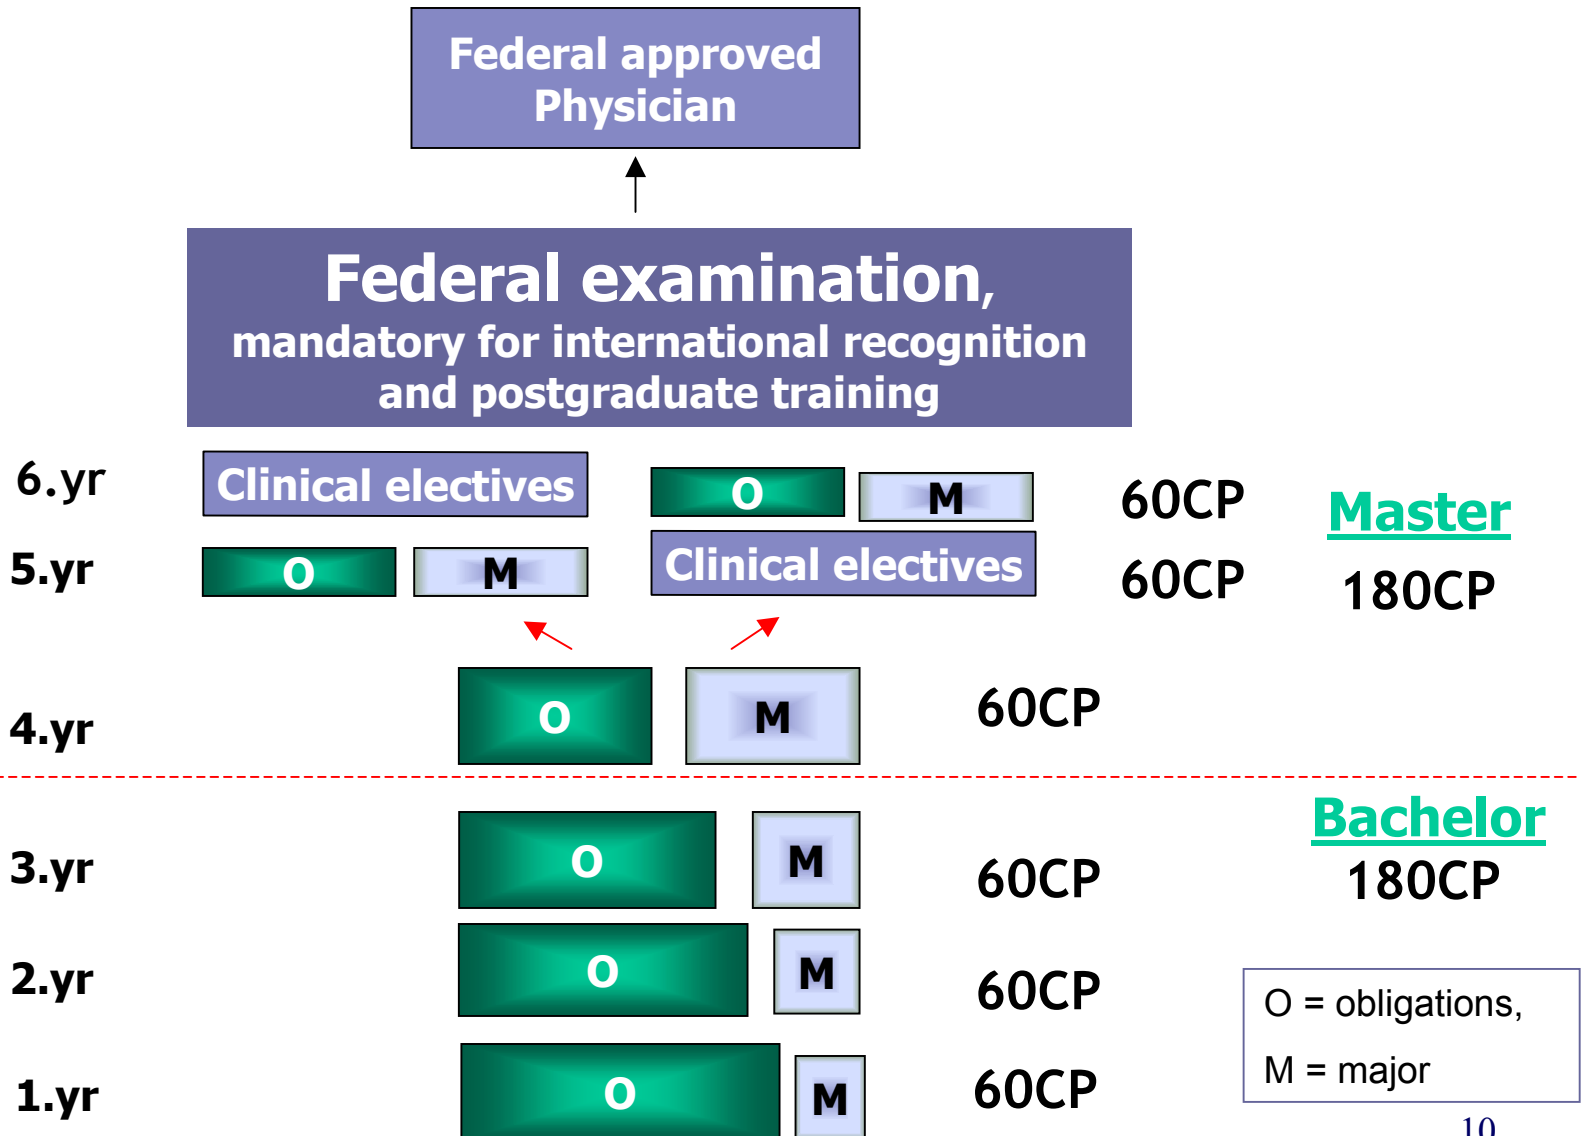 Federal approved
Physician
Federal examination,
mandatory for international recognition
and postgraduate training
6.yr
Clinical electives
O
M
60CP
Master
5.yr
O
M
Clinical electives
60CP
180CP
4.yr
O
M
60CP
Bachelor
3.yr
O
M
60CP
180CP
2.yr
O
M
60CP
O = obligations,
M = major
1.yr
O
M
60CP
10